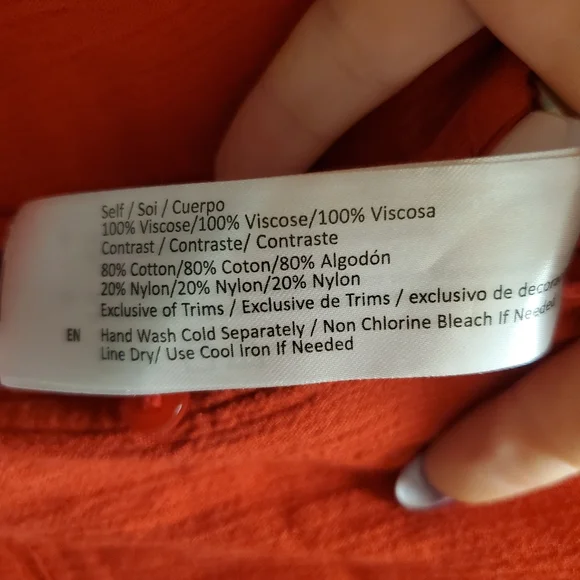 Self / Soi / Cuerpo
100% Viscose/100% Viscose/100% Viscosa
Contrast / Contraste/ Contraste
80% Cotton/80% Coton/80% Algodón
20% Nylon/20% Nylon/20% Nylon
Exclusive of Trims / Exclusive de Trims / exclusivo de
EN Hand Wash Cold Separately / Non Chlorine Bleach If Needed
Line Dry/ Use Cool Iron If Needed